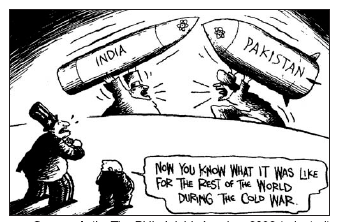 INDIA
PAKISTAN
NOW YOU KNOW WHAT IT WAS LIKE
FOR THE REST OF THE WORLD
DURING THE COLD WAR.